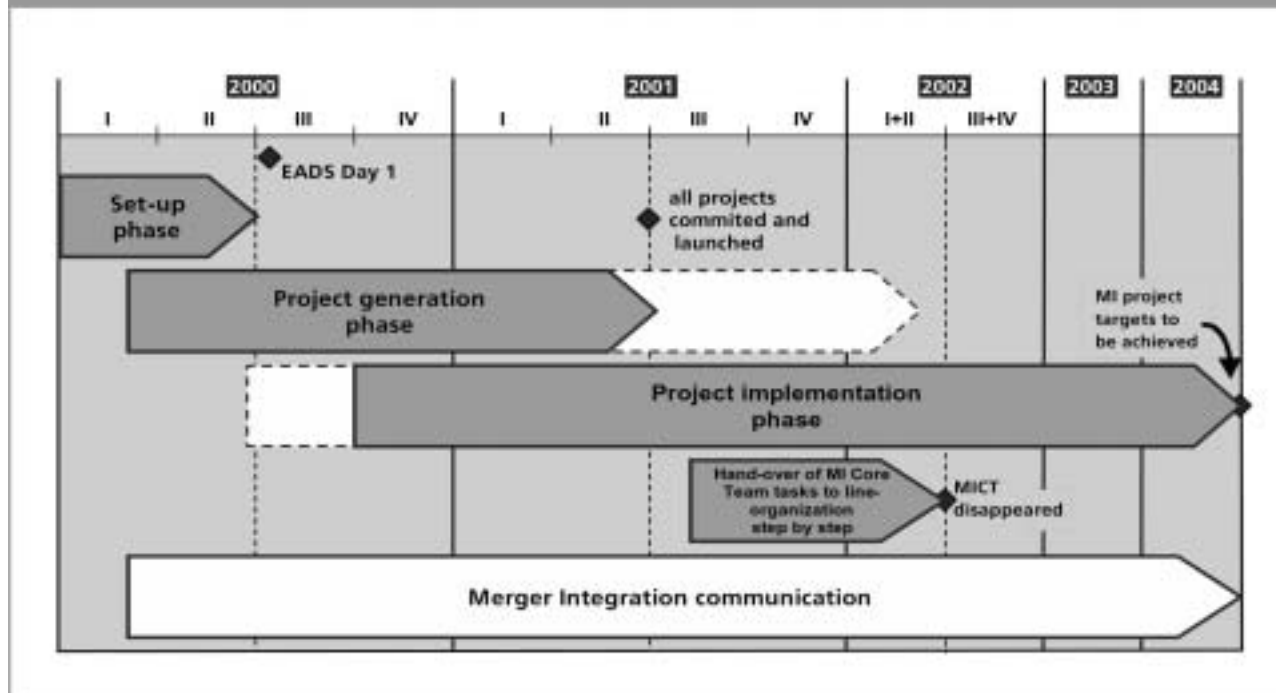 2000 2001 2002 2003 2004
I II III IV I II III IV I+II III+IV
EADS Day 1
Set-up
phase
all projects
commited and
launched
Project generation
phase
MI project
targets to
be achieved
Project implementation
phase
Hand-over of MI Core
Team tasks to line-
organization
step by step
MICT
disappeared
Merger Integration communication